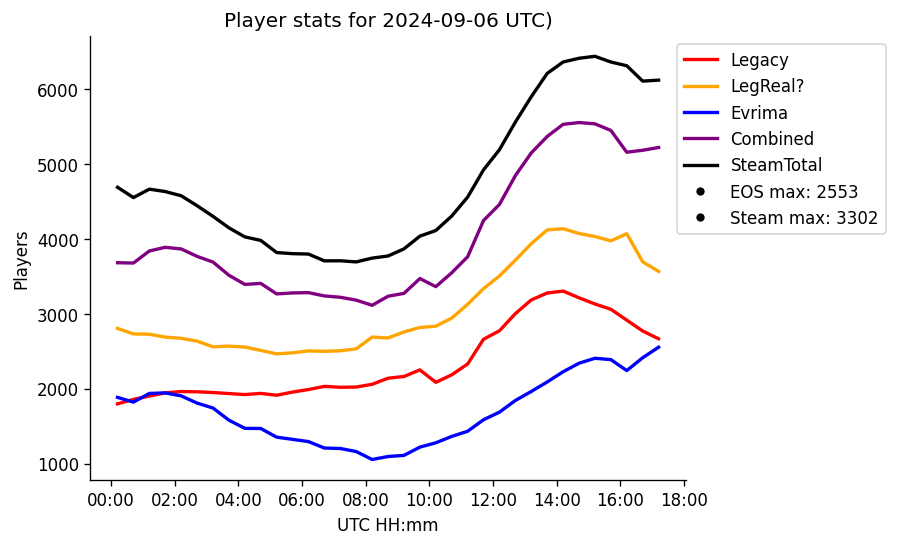 Player stats for 2024-09-06 UTC)
Legacy
LegReal?
Evrima
Combined
SteamTotal
EOS max: 2553
Steam max: 3302
Players
6000
5000
4000
3000
2000
1000
00:00 02:00 04:00 06:00 08:00 10:00 12:00 14:00 16:00 18:00
UTC HH:mm